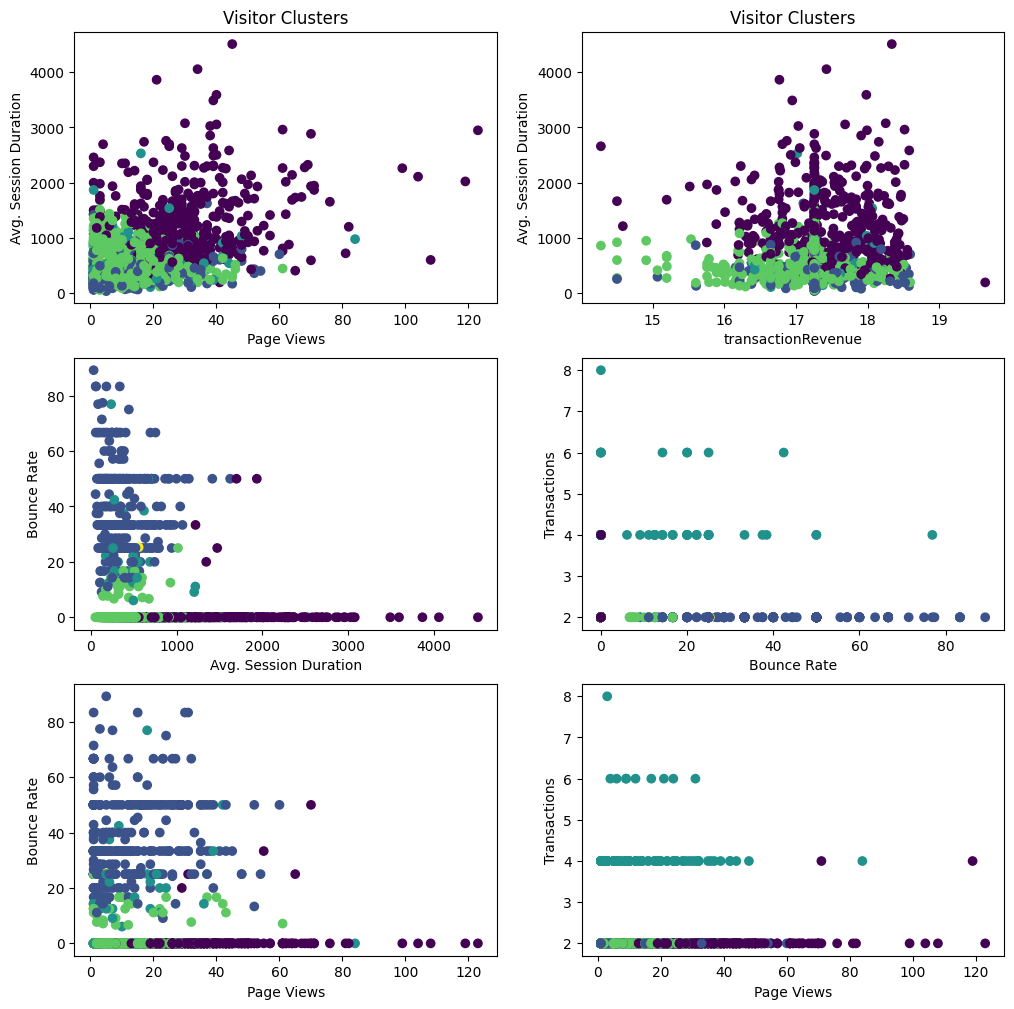 Visitor Clusters
Visitor Clusters
Avg. Session Duration
4000
3000
2000
1000
0
0 20 40 60 80 100 120
Page Views
Avg. Session Duration
4000
3000
2000
1000
0
15 16 17 18 19
transactionRevenue
Bounce Rate
80
60
40
20
0
0 1000 2000 3000 4000
Avg. Session Duration
Transactions
8
7
6
5
4
3
2
0 20 40 60 80
Bounce Rate
Bounce Rate
80
60
40
20
0
0 20 40 60 80 100 120
Page Views
Transactions
8
7
6
5
4
3
2
0 20 40 60 80 100 120
Page Views